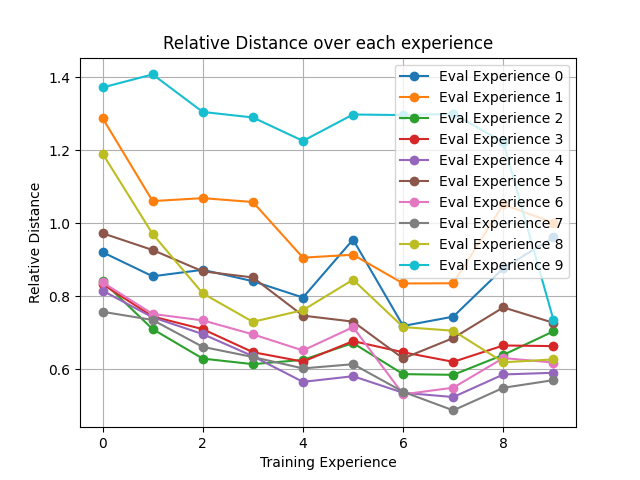 Relative Distance over each experience
1.4
1.2
1.0
0.8
0.6
Relative Distance
Eval Experience 0
Eval Experience 1
Eval Experience 2
Eval Experience 3
Eval Experience 4
Eval Experience 5
Eval Experience 6
Eval Experience 7
Eval Experience 8
Eval Experience 9
0 2 4 6 8
Training Experience